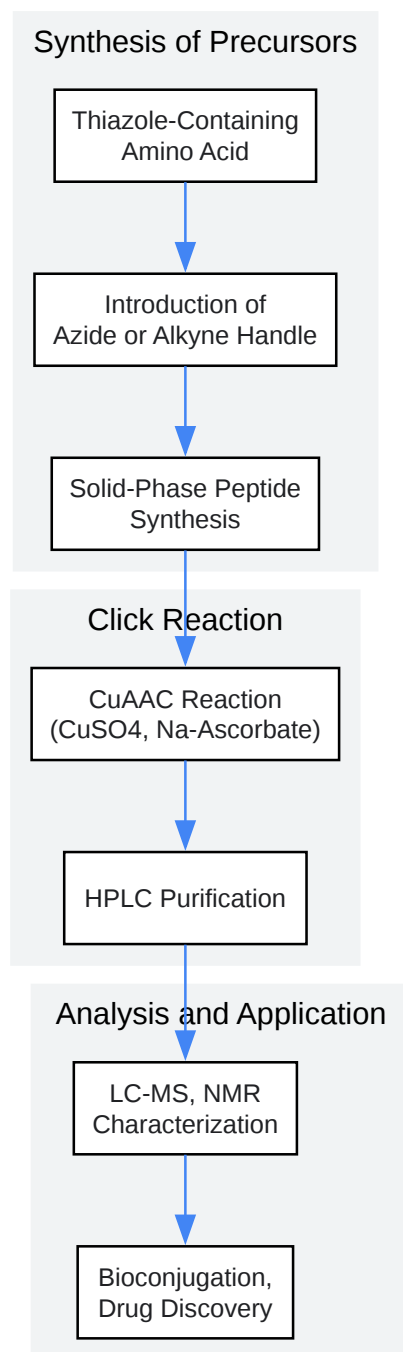 Synthesis of Precursors
Thiazole-Containing
Amino Acid
Introduction of
Azide or Alkyne Handle
Solid-Phase Peptide
Synthesis
Click Reaction
CuAAC Reaction
(CuSO4, Na-Ascorbate)
HPLC Purification
Analysis and Application
LC-MS, NMR
Characterization
Bioconjugation,
Drug Discovery